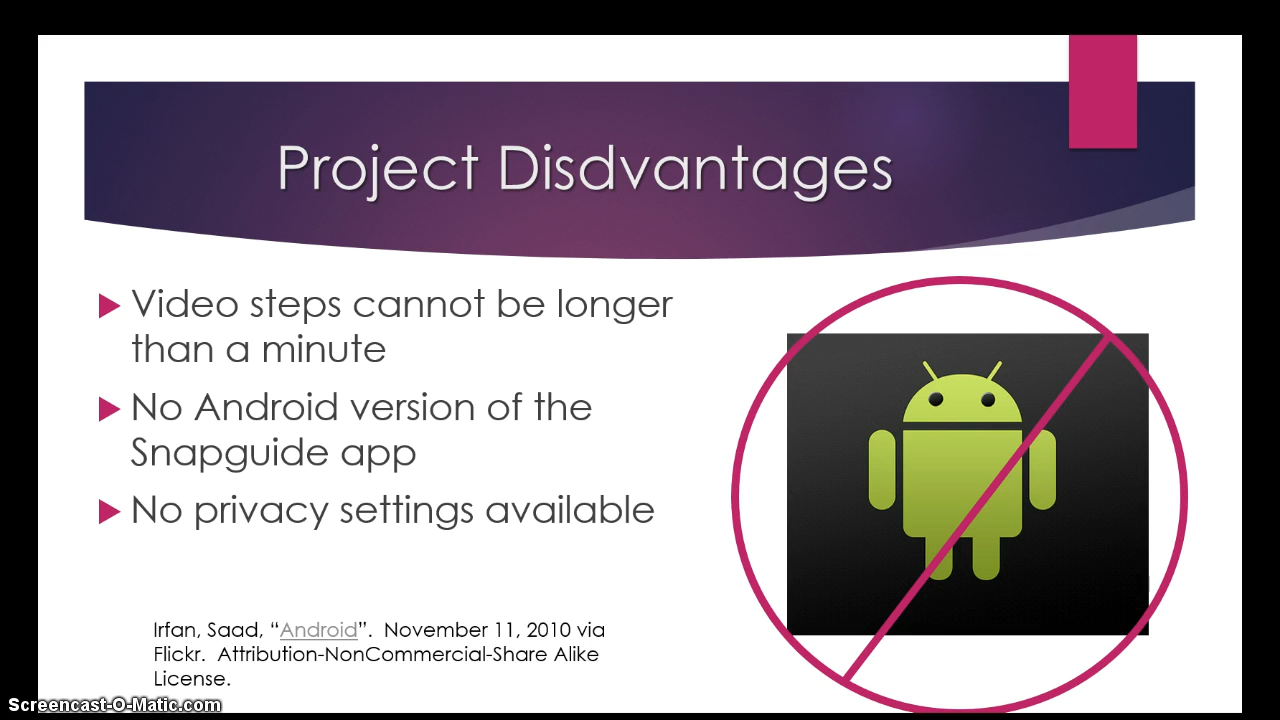 Project Disdvantages
Video steps cannot be longer
than a minute
No Android version of the
Snapguide app
No privacy settings available
Irfan, Saad, “Android”.  November 11, 2010 via
Flickr.  Attribution-NonCommercial-Share Alike
License.
Screencast-O-Matic.com